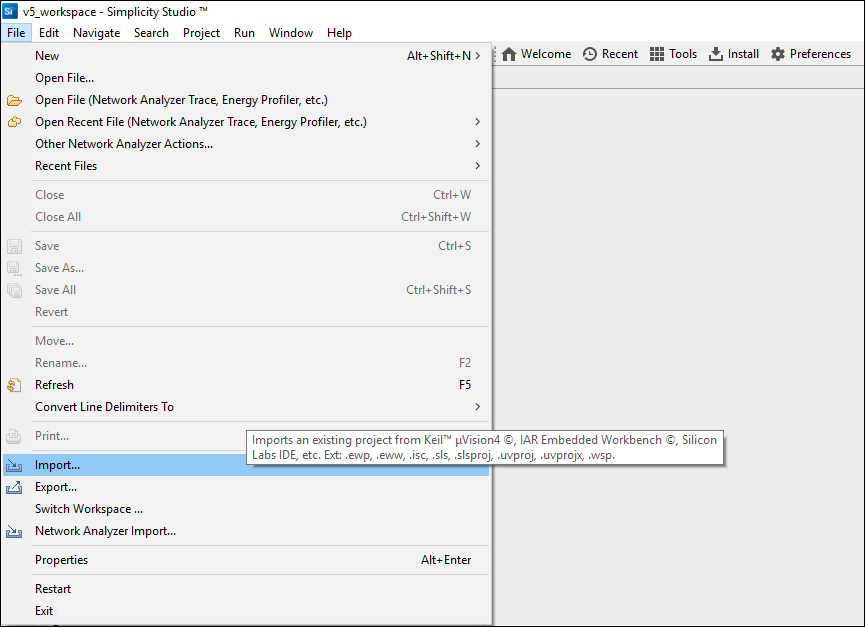 Si v5_workspace - Simplicity Studio ™
File Edit Navigate Search Project Run Window Help
Welcome Recent Tools Install Preferences
New Alt+Shift+N >
Open File...
Open File (Network Analyzer Trace, Energy Profiler, etc.)
Open Recent File (Network Analyzer Trace, Energy Profiler, etc.) >
Other Network Analyzer Actions... >
Recent Files >
Close Ctrl+W
Close All Ctrl+Shift+W
Save Ctrl+S
Save As...
Save All Ctrl+Shift+S
Revert
Move...
Rename... F2
Refresh F5
Convert Line Delimiters To >
Print...
Imports an existing project from Keil™ µVision4 ©, IAR Embedded Workbench ©, Silicon
Labs IDE, etc. Ext: .ewp, .eww, .isc, .sls, .slsproj, .uvproj, .uvprojx, .wsp.
Import...
Export...
Switch Workspace ...
Network Analyzer Import...
Properties Alt+Enter
Restart
Exit